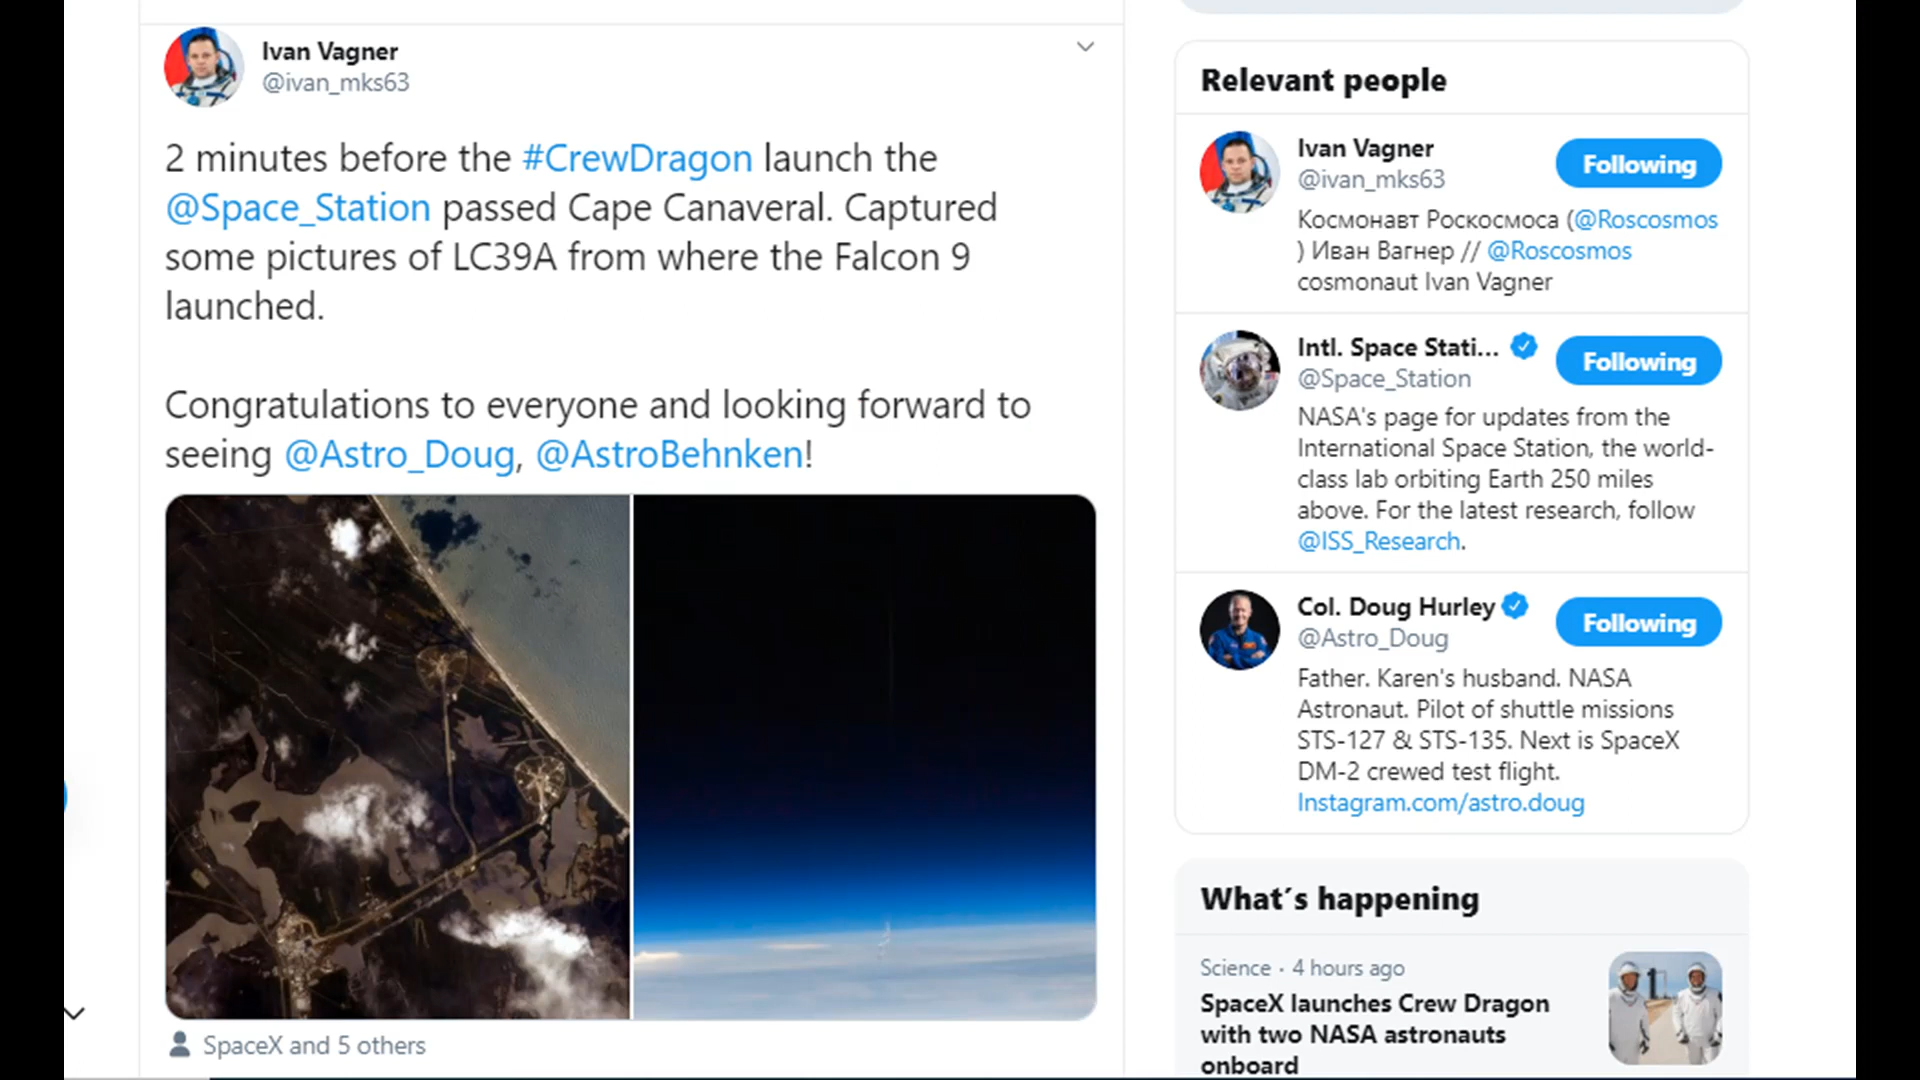 Ivan Vagner
@ivan_mks63
2 minutes before the #CrewDragon launch the
@Space_Station passed Cape Canaveral. Captured
some pictures of LC39A from where the Falcon 9
launched.
Congratulations to everyone and looking forward to
seeing @Astro_Doug, @AstroBehnken!
SpaceX and 5 others
Relevant people
Ivan Vagner
@ivan_mks63
Following
Космонавт Роскосмоса (@Roscosmos
) Иван Вагнер // @Roscosmos
cosmonaut Ivan Vagner
Intl. Space Stati...
@Space_Station
Following
NASA's page for updates from the
International Space Station, the world-
class lab orbiting Earth 250 miles
above. For the latest research, follow
@ISS_Research.
Col. Doug Hurley
@Astro_Doug
Following
Father. Karen's husband. NASA
Astronaut. Pilot of shuttle missions
STS-127 & STS-135. Next is SpaceX
DM-2 crewed test flight.
Instagram.com/astro.doug
What´s happening
Science · 4 hours ago
SpaceX launches Crew Dragon
with two NASA astronauts
onboard